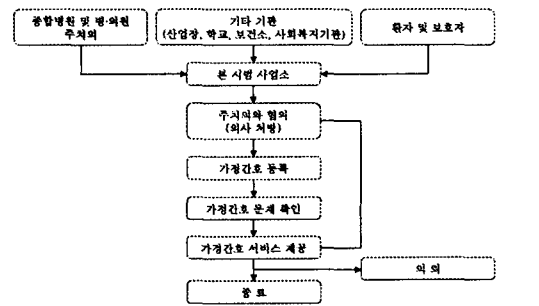 종합병원 및 병·의원
주치의
기타 기관
(산업장, 학교, 보건소, 사회복지기관)
환자 및 보호자
본 시범 사업소
주치의와 협의
(의사 처방)
가정간호 등록
가정간호 문제 확인
가정간호 서비스 제공
의 뢰
종 료